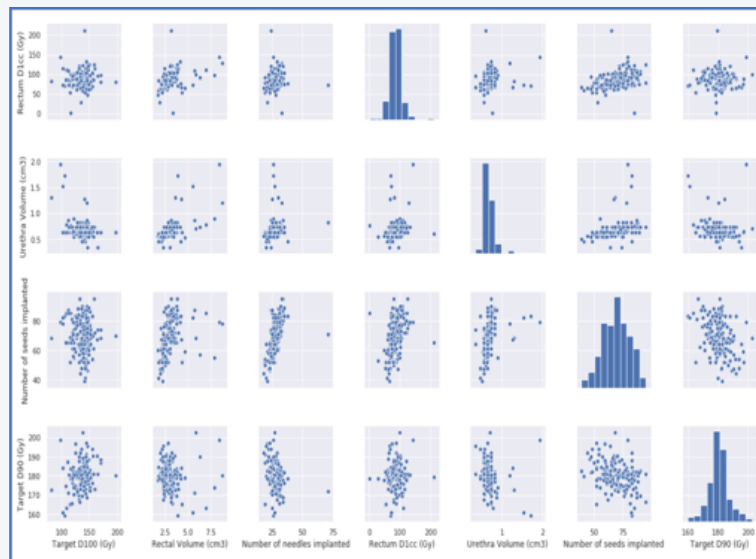 Rectum D1cc (Gy)
200
150
100
50
0
Urethra Volume (cm3)
2.0
1.5
1.0
0.5
Number of seeds implanted
80
60
40
Target D90 (Gy)
200
190
180
170
160
100 150 200
2.5 5.0 7.5
25 50 75
0 100 200
1 2
50 75
160 180 200
Target D100 (Gy) Rectal Volume (cm3) Number of needles implanted Rectum D1cc (Gy) Urethra Volume (cm3) Number of seeds implanted Target D90 (Gy)